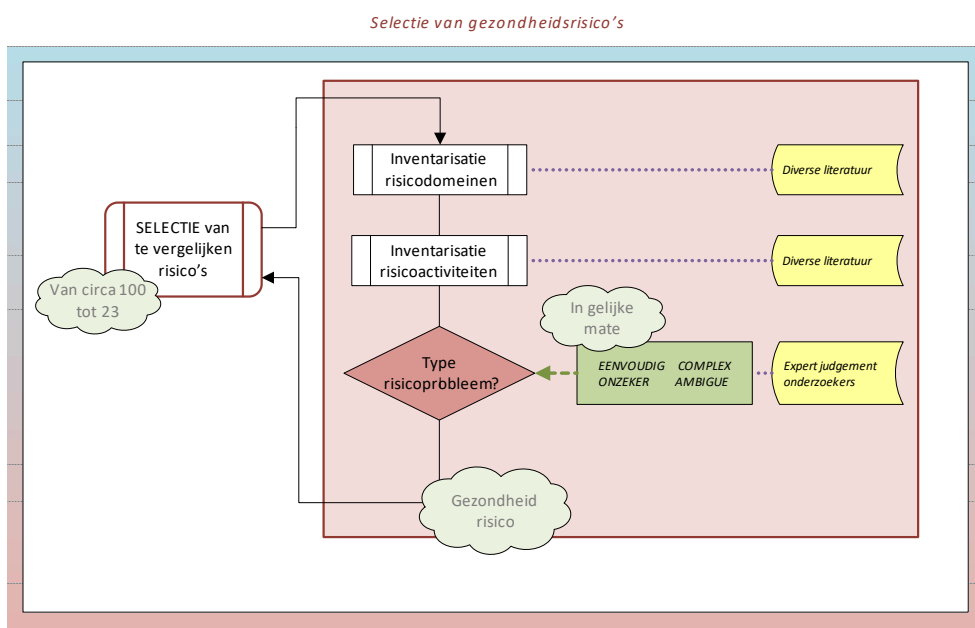 Selectie van gezondheidsrisico's
Inventarisatie
risicodomeinen
Diverse literatuur
SELECTIE van
te vergelijken
risico's
Van circa 100
tot 23
Inventarisatie
risicoactiviteiten
Diverse literatuur
In gelijke
mate
Type
risicoprobleem?
EENVOUDIG COMPLEX
ONZEKER AMBIGUE
Expert judgement
onderzoekers
Gezondheid
risico